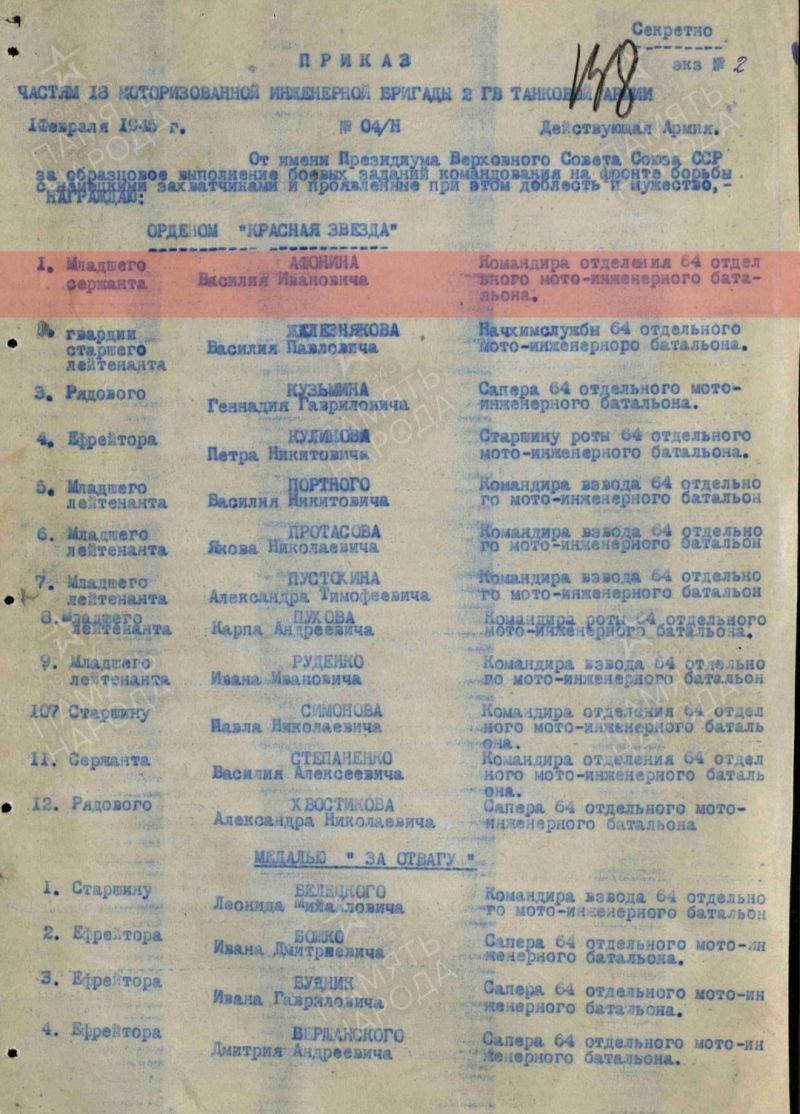 Секретно
экз № 2
138
ПРИКАЗ
ЧАСТЯМ 13 МОТОРИЗОВАННОЙ ИНЖЕНЕРНОЙ БРИГАДЫ 2 ГВ ТАНКОВОЙ АРМИИ
1 Февраля 1945 г. № 04/Н Действующая Армия.
От имени Президиума Верховного Совета Союза ССР
за образцовое выполнение боевых заданий командования на фронте борьбы
с немецкими захватчиками и проявленные при этом доблесть и мужество,-
НАГРАЖДАЮ:
ОРДЕНОМ "КРАСНАЯ ЗВЕЗДА"
1. Младшего АФОНИНА Командира отделения 64 отдел
сержанта Василия Ивановича ьного мото-инженерного бата-
льона.
гвардии ЖЕЛЕЗНЯКОВА Начхимслужбы 64 отдельного
старшего Василия Павловича мото-инженерноро батальона.
лейтенанта
3. Рядового КУЗЬМИНА Сапера 64 отдельного мото-
Геннадия Гавриловича инженерного батальона.
4. Ефрейтора КУЛИКОВА Старшину роты 64 отдельного
Петра Никитовича мото-инженерного батальона.
5. Младшего ПОРТНОГО Командира взвода 64 отдельно
лейтенанта Василия Никитовича го мото-инженерного батальон
6. Младшего ПРОТАСОВА Командира взвода 64 отдельно
лейтенанта Якова Николаевича го мото-инженерного батальон
7. Младшего ПУСТОХИНА Командира взвода 64 отдельно
лейтенанта Александра Тимофеевича го мото-инженерного батальон
8. Младшего ПУХОВА Командира роты 64 отдельного
лейтенанта Карпа Андреевича мото-инженерного батальона.
9. Младшего РУДЕНКО Командира взвода 64 отдельно
лейтенанта Ивана Ивановича го мото-инженерного батальон
107 Старшину СИМОНОВА Командира отделения 64 отдел
Павла Николаевича ьного мото-инженерного баталь
она.
11. Сержанта СТЕПАНЕНКО Командира отделения 64 отдел
Василия Алексеевича ьного мото-инженерного баталь
она.
12. Рядового ХВОСТИКОВА Сапера 64 отдельного мото-
Александра Николаевича инженерного батальона
МЕДАЛЬЮ " ЗА ОТВАГУ "
1. Старшину БЕЛЕЦКОГО Командира взвода 64 отдельно
Леонида Михайловича го мото-инженерного батальон
2. Ефрейтора БОЖКО Сапера 64 отдельного мото-ин
Ивана Дмитриевича женерного батальона.
3. Ефрейтора БУДНИК Сапера 64 отдельного мото-ин
Ивана Гавриловича женерного батальона.
4. Ефрейтора ВЕРШАНСКОГО Сапера 64 отдельного мото-ин
Дмитрия Андреевича женерного батальона.
ПАМЯТЬ НАРОДА